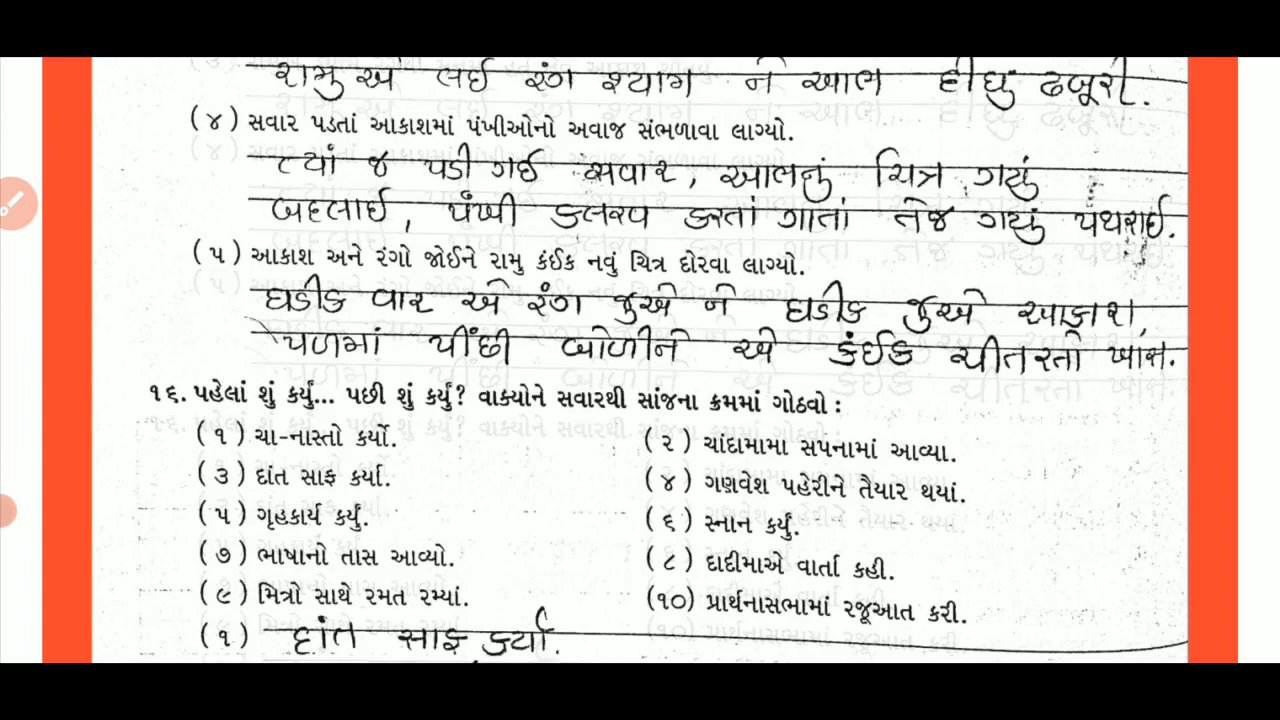 રામુ એ લઈ રંગ શ્યામ ને આભ દીધું ઢબૂરી.
(૪) સવાર પડતાં આકાશમાં પંખીઓનો અવાજ સંભળાવા લાગ્યો.
ત્યાં જ પડી ગઈ સવાર, આભનું ચિત્ર ગયું
બદલાઈ, પંખી કલરવ કરતાં ગાતાં તેજ ગયું પથરાઈ.
(૫) આકાશ અને રંગો જોઈને રામુ કંઈક નવું ચિત્ર દોરવા લાગ્યો.
ઘડીક વાર એ રંગ જુએ ને ઘડીક જુએ આકાશ,
પળમાં પીંછી બોળીને એ કંઈક ચીતરતો ખાસ.
૧૬. પહેલાં શું કર્યું... પછી શું કર્યું? વાક્યોને સવારથી સાંજના ક્રમમાં ગોઠવો :
(૧) ચા-નાસ્તો કર્યો.
(૨) ચાંદામામા સપનામાં આવ્યા.
(૩) દાંત સાફ કર્યા.
(૪) ગણવેશ પહેરીને તૈયાર થયાં.
(૫) ગૃહકાર્ય કર્યું.
(૬) સ્નાન કર્યું.
(૭) ભાષાનો તાસ આવ્યો.
(૮) દાદીમાએ વાર્તા કહી.
(૯) મિત્રો સાથે રમત રમ્યાં.
(૧૦) પ્રાર્થનાસભામાં રજૂઆત કરી.
(૧) દાંત સાફ કર્યા.